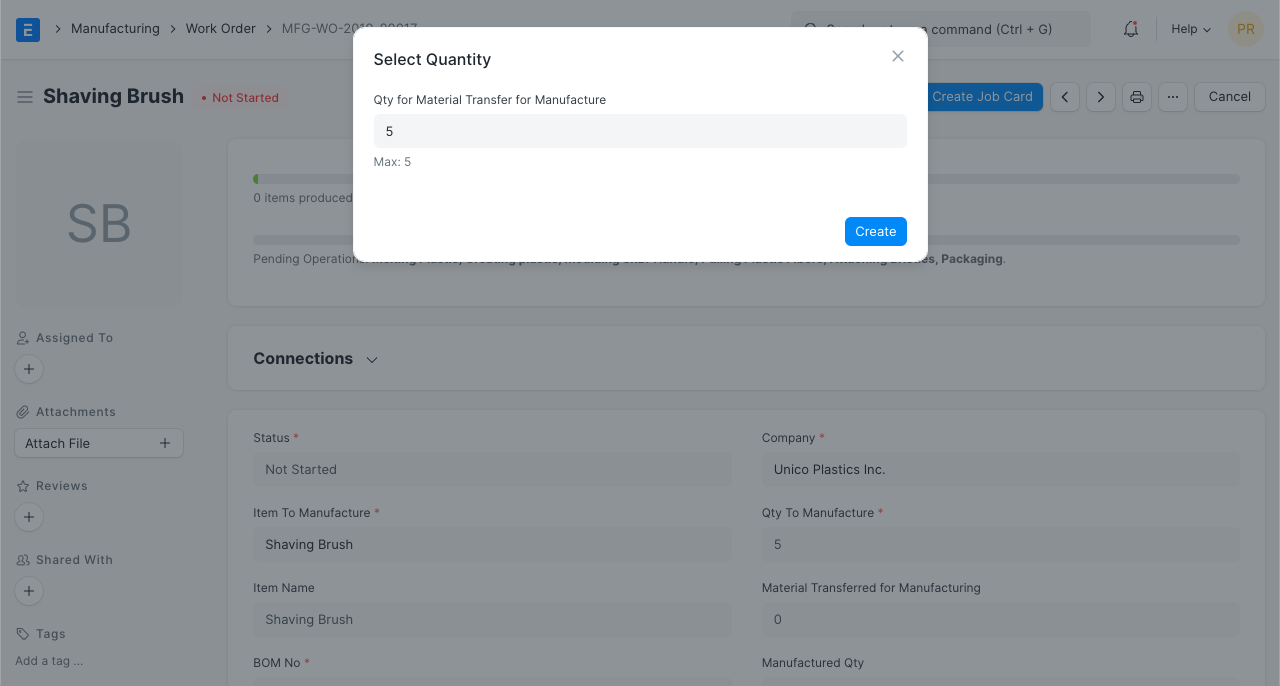 E
Manufacturing
Work Order
MFG-WO-2019-00017
command (Ctrl + G)
Help
PR
Shaving Brush
Not Started
Create Job Card
...
Cancel
Select Quantity
Qty for Material Transfer for Manufacture
5
Max: 5
Create
SB
0 items produced
Pending Operation
Packaging.
Assigned To
Attachments
Attach File
Reviews
Shared With
Tags
Add a tag ...
Connections
Status *
Not Started
Company *
Unico Plastics Inc.
Item To Manufacture *
Shaving Brush
Qty To Manufacture *
5
Item Name
Shaving Brush
Material Transferred for Manufacturing
0
BOM No *
Manufactured Qty